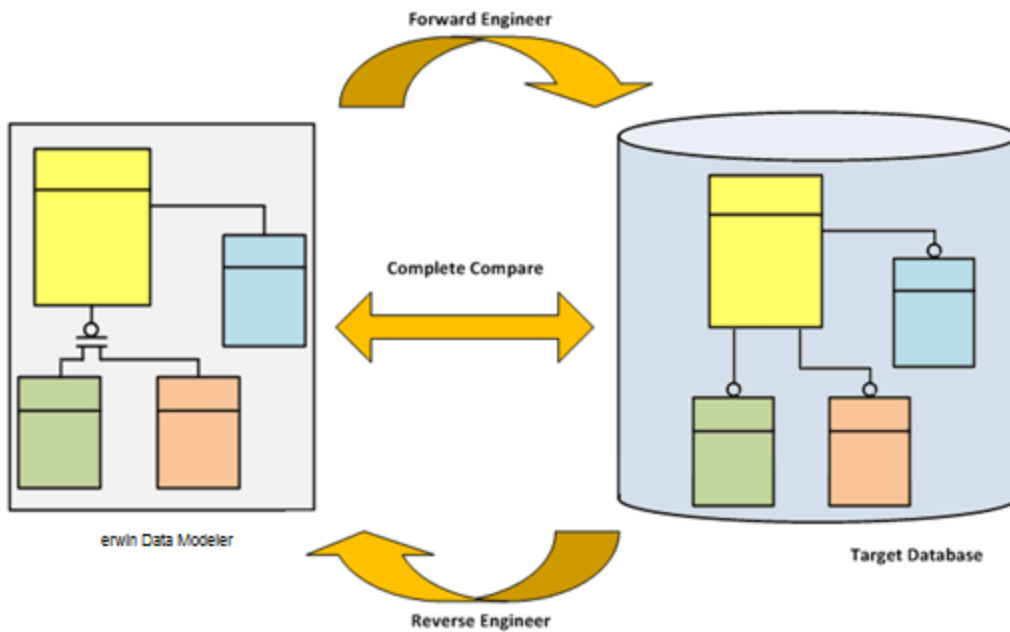 Forward Engineer
Complete Compare
erwin Data Modeler
Target Database
Reverse Engineer